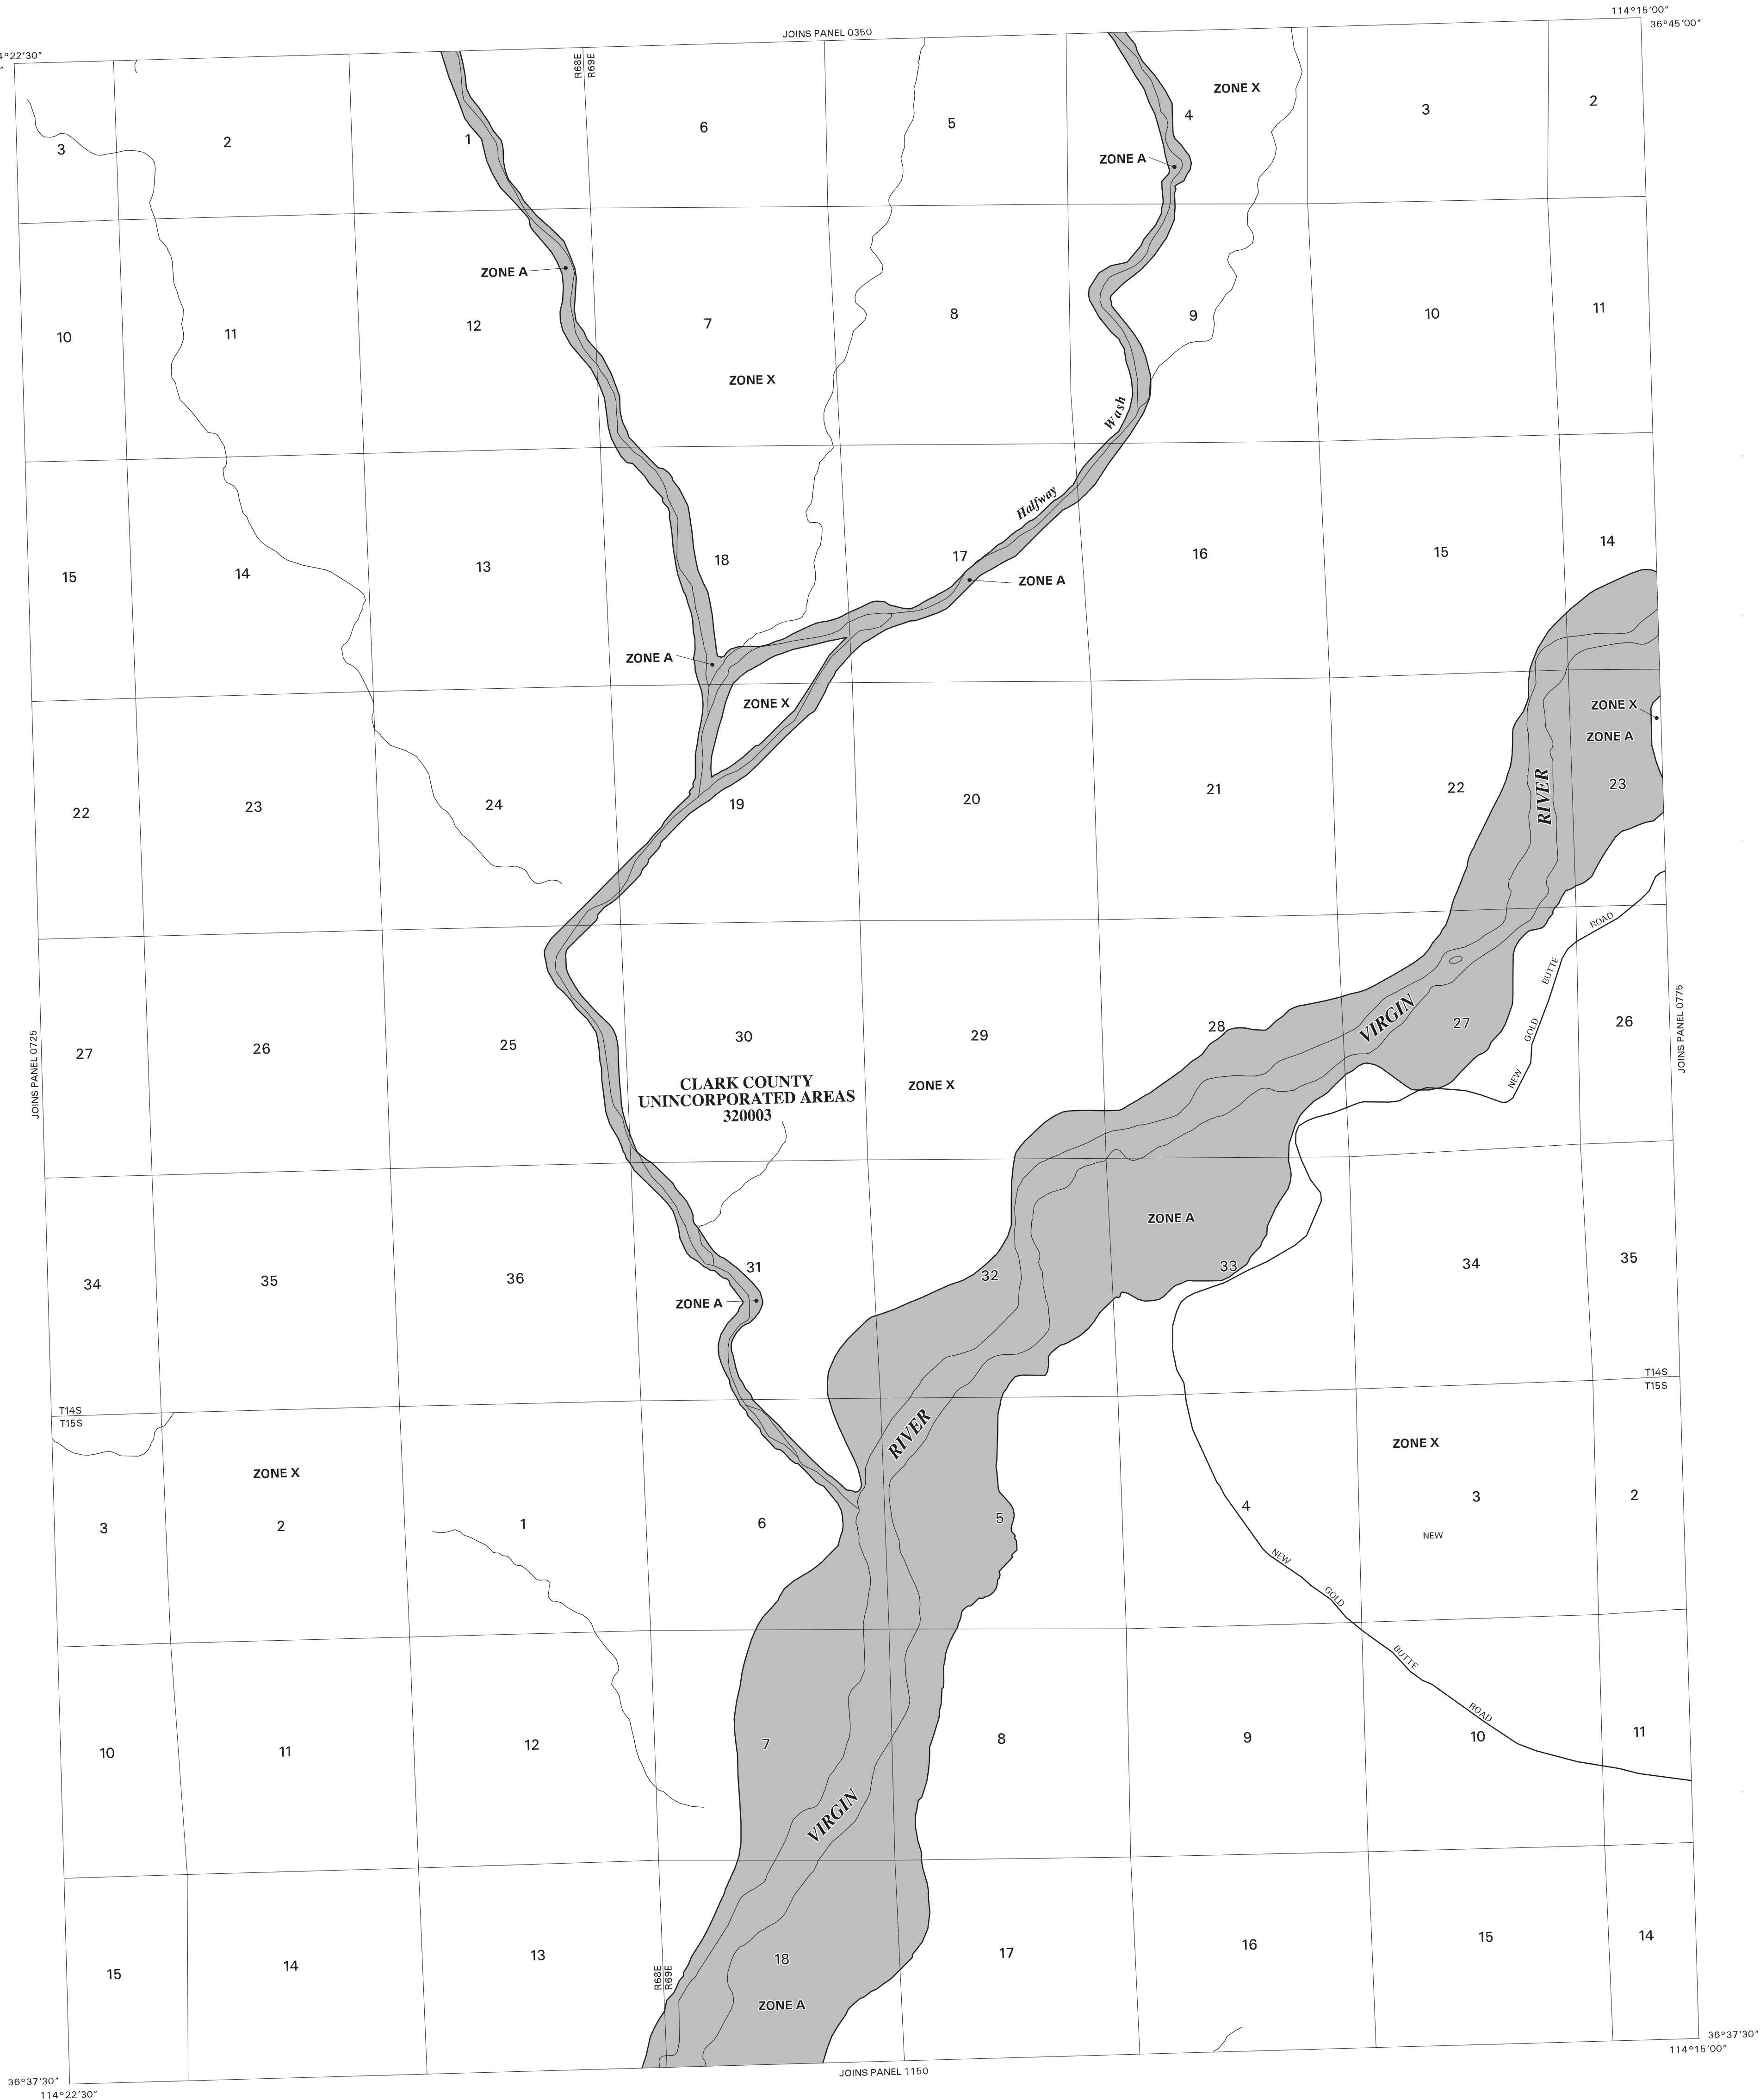 114°15'00"
JOINS PANEL 0350
36°45'00"
4°22'30"
"
R68E
R69E
ZONE X
3
2
1
6
5
4
3
2
ZONE A
ZONE A
10
11
12
7
8
9
10
11
ZONE X
Wash
Halfway
15
14
13
18
17
16
15
14
ZONE A
ZONE A
ZONE X
ZONE X
ZONE A
22
23
24
19
20
21
22
RIVER
23
ROAD
BUTTE
GOLD
NEW
VIRGIN
JOINS PANEL 0725
27
26
25
30
29
28
27
26
JOINS PANEL 0775
CLARK COUNTY
UNINCORPORATED AREAS
320003
ZONE X
ZONE A
34
35
36
31
32
33
34
35
ZONE A
T14S
T15S
T14S
T15S
RIVER
ZONE X
ZONE X
3
2
1
6
5
4
3
2
NEW
NEW
GOLD
BUTTE
ROAD
10
11
12
7
8
9
10
11
VIRGIN
15
14
13
18
17
16
15
14
R68E
R69E
ZONE A
36°37'30"
114°22'30"
JOINS PANEL 1150
36°37'30"
114°15'00"